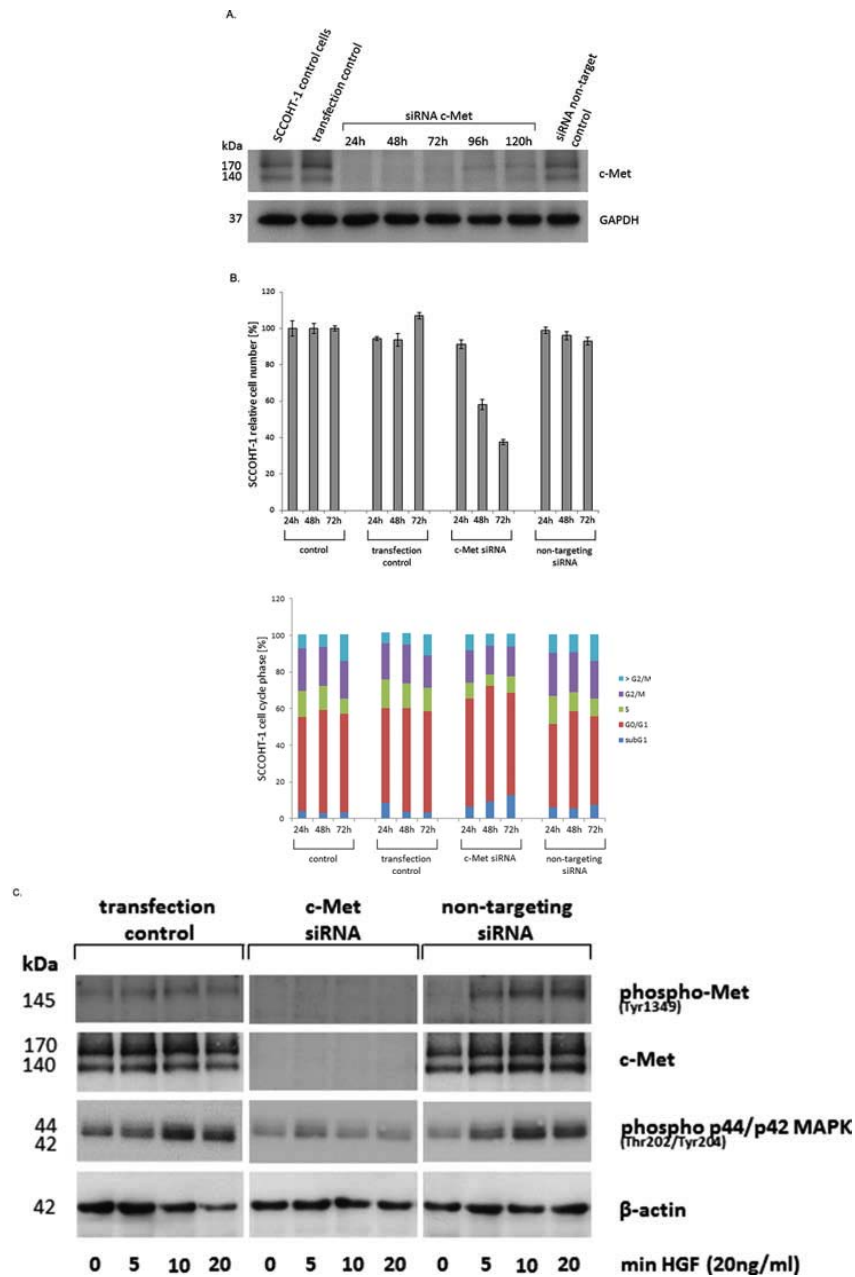 A.
SCCOHT-1 control cells
transfection control
siRNA c-Met
siRNA non-target
control
kDa
24h 48h 72h 96h 120h
170
140
c-Met
37
GAPDH
B.
SCCOHT-1 relative cell number [%]
120
100
80
60
40
20
0
24h 48h 72h 24h 48h 72h 24h 48h 72h 24h 48h 72h
control
transfection
control
c-Met siRNA
non-targeting
siRNA
SCCOHT-1 cell cycle phase [%]
120
100
80
60
40
20
0
> G2/M
G2/M
S
G0/G1
subG1
24h 48h 72h 24h 48h 72h 24h 48h 72h 24h 48h 72h
control
transfection
control
c-Met siRNA
non-targeting
siRNA
C.
transfection
control
c-Met
siRNA
non-targeting
siRNA
kDa
145
phospho-Met
(Tyr1349)
170
140
c-Met
44
42
phospho p44/p42 MAPK
(Thr202/Tyr204)
42
β-actin
0 5 10 20 0 5 10 20 0 5 10 20 min HGF (20ng/ml)